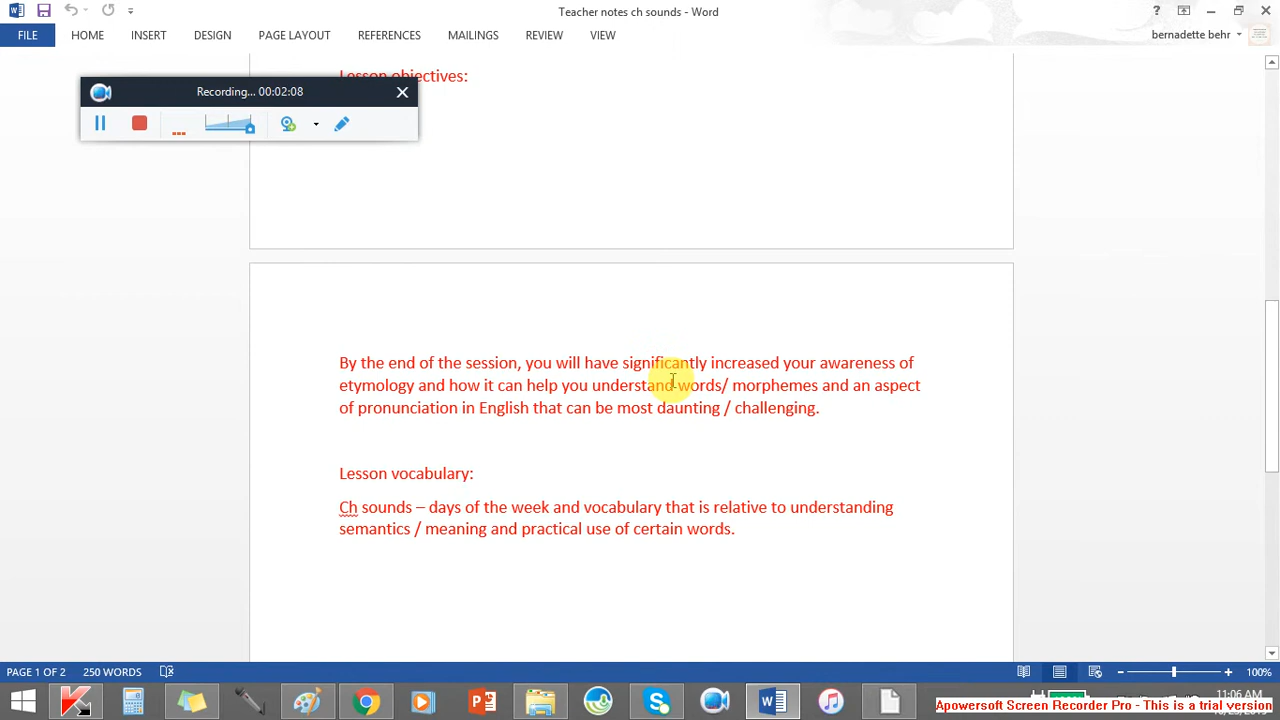 Teacher notes ch sounds - Word
FILE HOME INSERT DESIGN PAGE LAYOUT REFERENCES MAILINGS REVIEW VIEW
bernadette behr
Lesson objectives:
Recording... 00:02:08
By the end of the session, you will have significantly increased your awareness of
etymology and how it can help you understand words/ morphemes and an aspect
of pronunciation in English that can be most daunting / challenging.
Lesson vocabulary:
Ch sounds – days of the week and vocabulary that is relative to understanding
semantics / meaning and practical use of certain words.
PAGE 1 OF 2 250 WORDS
100%
11:06 AM
Apowersoft Screen Recorder Pro - This is a trial version